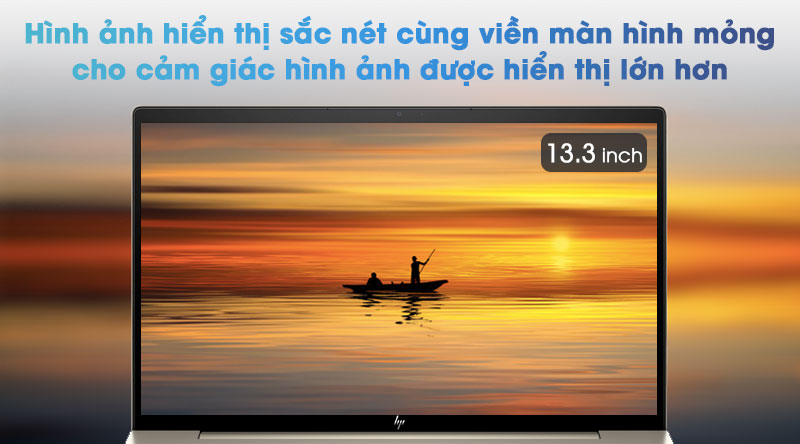 Hình ảnh hiển thị sắc nét cùng viền màn hình mỏng
cho cảm giác hình ảnh được hiển thị lớn hơn
13.3 inch
hp